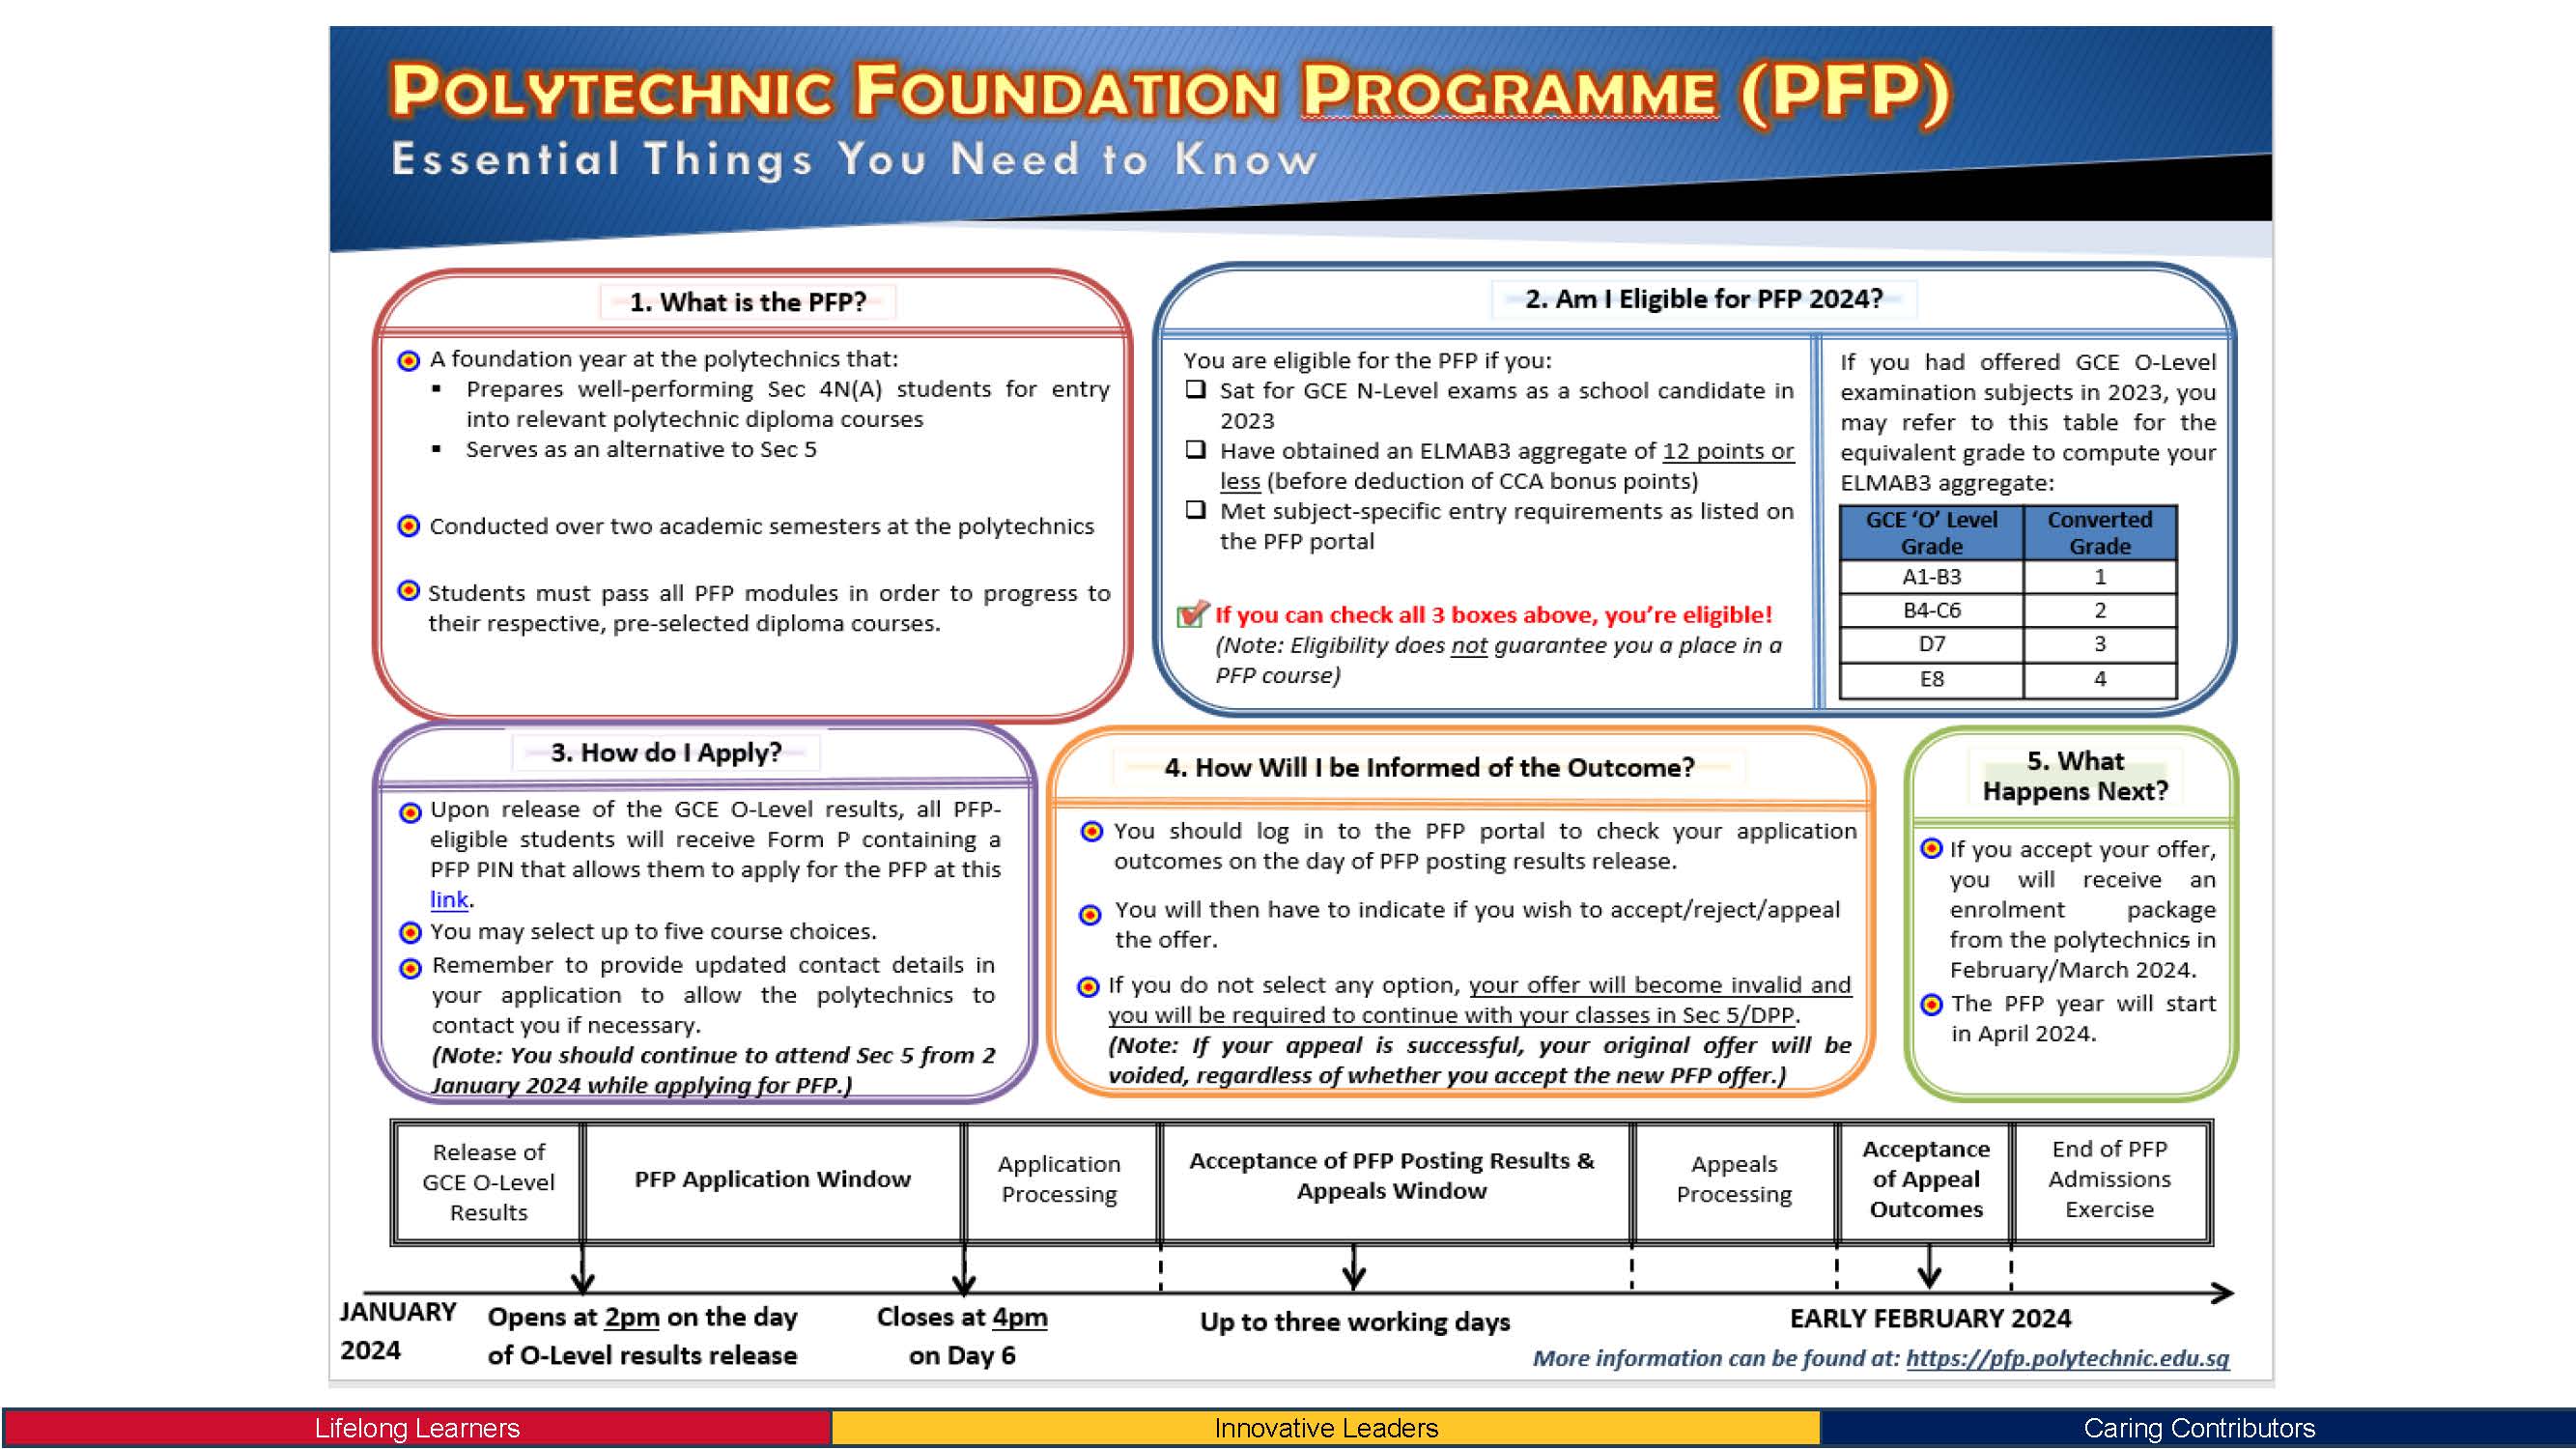 POLYTECHNIC FOUNDATION PROGRAMME (PFP)
Essential Things You Need to Know
1. What is the PFP?
A foundation year at the polytechnics that:
Prepares well-performing Sec 4N(A) students for entry
into relevant polytechnic diploma courses
Serves as an alternative to Sec 5
Conducted over two academic semesters at the polytechnics
Students must pass all PFP modules in order to progress to
their respective, pre-selected diploma courses.
2. Am I Eligible for PFP 2024?
You are eligible for the PFP if you:
Sat for GCE N-Level exams as a school candidate in
2023
Have obtained an ELMAB3 aggregate of 12 points or
less (before deduction of CCA bonus points)
Met subject-specific entry requirements as listed on
the PFP portal
If you can check all 3 boxes above, you're eligible!
(Note: Eligibility does not guarantee you a place in a
PFP course)
If you had offered GCE O-Level
examination subjects in 2023, you
may refer to this table for the
equivalent grade to compute your
ELMAB3 aggregate:
GCE 'O' Level Converted
Grade Grade
A1-B3 1
B4-C6 2
D7 3
E8 4
3. How do I Apply?
Upon release of the GCE O-Level results, all PFP-
eligible students will receive Form P containing a
PFP PIN that allows them to apply for the PFP at this
link.
You may select up to five course choices.
Remember to provide updated contact details in
your application to allow the polytechnics to
contact you if necessary.
(Note: You should continue to attend Sec 5 from 2
January 2024 while applying for PFP.)
4. How Will I be Informed of the Outcome?
You should log in to the PFP portal to check your application
outcomes on the day of PFP posting results release.
You will then have to indicate if you wish to accept/reject/appeal
the offer.
If you do not select any option, your offer will become invalid and
you will be required to continue with your classes in Sec 5/DPP.
(Note: If your appeal is successful, your original offer will be
voided, regardless of whether you accept the new PFP offer.)
5. What
Happens Next?
If you accept your offer,
you will receive an
enrolment package
from the polytechnics in
February/March 2024.
The PFP year will start
in April 2024.
Release of
GCE O-Level
Results
PFP Application Window
Application
Processing
Acceptance of PFP Posting Results &
Appeals Window
Appeals
Processing
Acceptance
of Appeal
Outcomes
End of PFP
Admissions
Exercise
JANUARY
2024
Opens at 2pm on the day
of O-Level results release
Closes at 4pm
on Day 6
Up to three working days
EARLY FEBRUARY 2024
More information can be found at: https://pfp.polytechnic.edu.sg
Lifelong Learners
Innovative Leaders
Caring Contributors